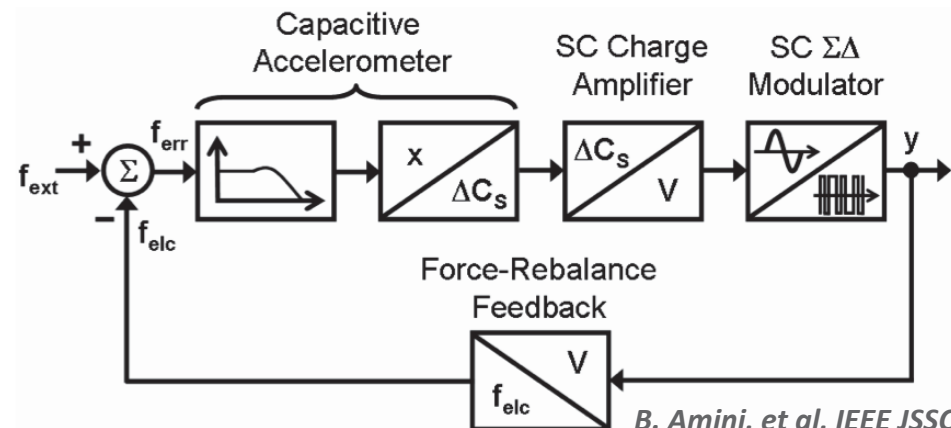 Capacitive
Accelerometer
SC Charge
Amplifier
SC ΣΔ
Modulator
+
f_ext
Σ
f_err
−
f_elc
x
ΔC_S
ΔC_S
V
y
Force-Rebalance
Feedback
V
f_elc
B. Amini, et al, IEEE JSSC